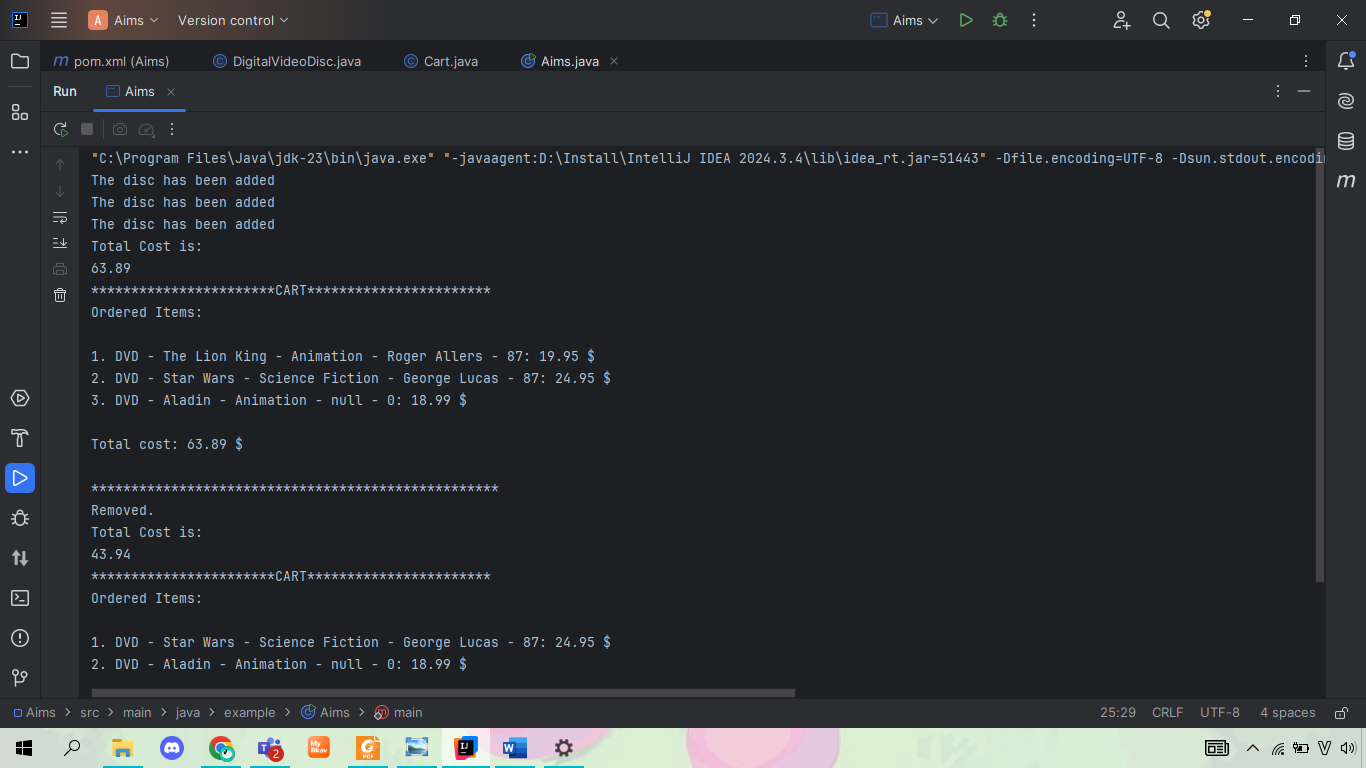 A Aims Version control Aims
pom.xml (Aims) DigitalVideoDisc.java Cart.java Aims.java
Run Aims
"C:\Program Files\Java\jdk-23\bin\java.exe" "-javaagent:D:\Install\IntelliJ IDEA 2024.3.4\lib\idea_rt.jar=51443" -Dfile.encoding=UTF-8 -Dsun.stdout.encodin
The disc has been added
The disc has been added
The disc has been added
Total Cost is:
63.89
***********************CART***********************
Ordered Items:
1. DVD - The Lion King - Animation - Roger Allers - 87: 19.95 $
2. DVD - Star Wars - Science Fiction - George Lucas - 87: 24.95 $
3. DVD - Aladin - Animation - null - 0: 18.99 $
Total cost: 63.89 $
***************************************************
Removed.
Total Cost is:
43.94
***********************CART***********************
Ordered Items:
1. DVD - Star Wars - Science Fiction - George Lucas - 87: 24.95 $
2. DVD - Aladin - Animation - null - 0: 18.99 $
Aims > src > main > java > example > Aims > main 25:29 CRLF UTF-8 4 spaces